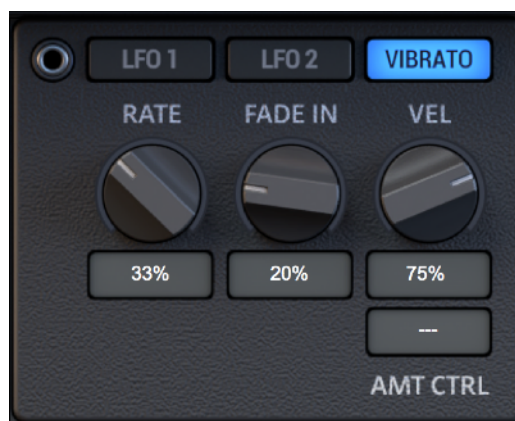 LFO 1 LFO 2 VIBRATO
RATE FADE IN VEL
33% 20% 75%
---
AMT CTRL